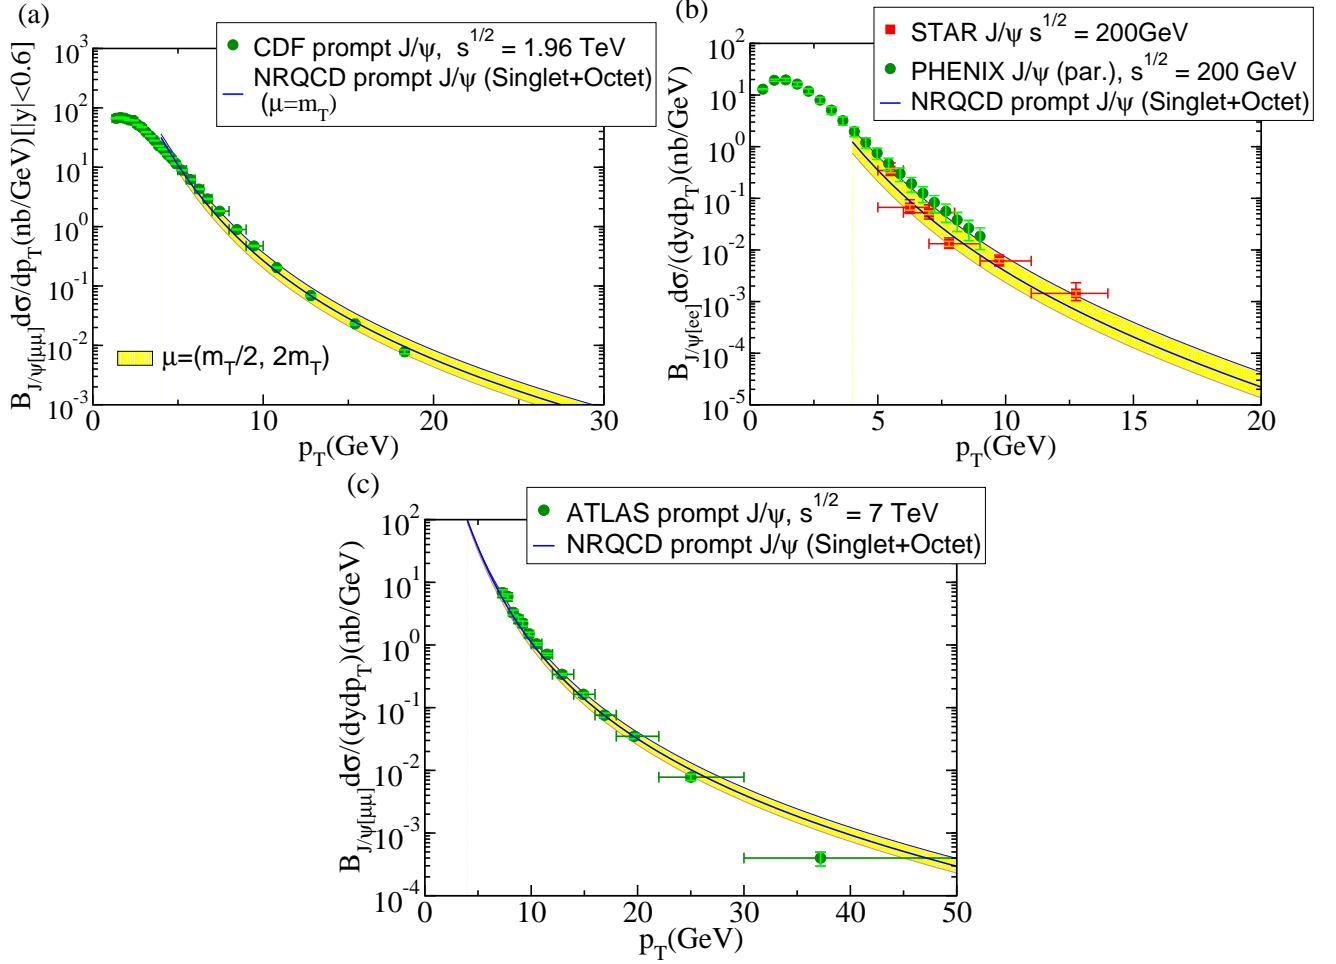 (a)
CDF prompt J/ψ, s^{1/2} = 1.96 TeV
NRQCD prompt J/ψ (Singlet+Octet)
(μ=m_T)
B_{J/ψ[μμ]}dσ/dp_T(nb/GeV)[|y|<0.6]
10^3
10^2
10^1
10^0
10^{-1}
10^{-2}
10^{-3}
μ=(m_T/2, 2m_T)
0
10
20
30
p_T(GeV)
(b)
STAR J/ψ s^{1/2} = 200GeV
PHENIX J/ψ (par.), s^{1/2} = 200 GeV
NRQCD prompt J/ψ (Singlet+Octet)
B_{J/ψ[ee]}dσ/(dydp_T)(nb/GeV)
10^2
10^1
10^0
10^{-1}
10^{-2}
10^{-3}
10^{-4}
10^{-5}
0
5
10
15
20
p_T(GeV)
(c)
ATLAS prompt J/ψ, s^{1/2} = 7 TeV
NRQCD prompt J/ψ (Singlet+Octet)
B_{J/ψ[μμ]}dσ/(dydp_T)(nb/GeV)
10^2
10^1
10^0
10^{-1}
10^{-2}
10^{-3}
10^{-4}
0
10
20
30
40
50
p_T(GeV)